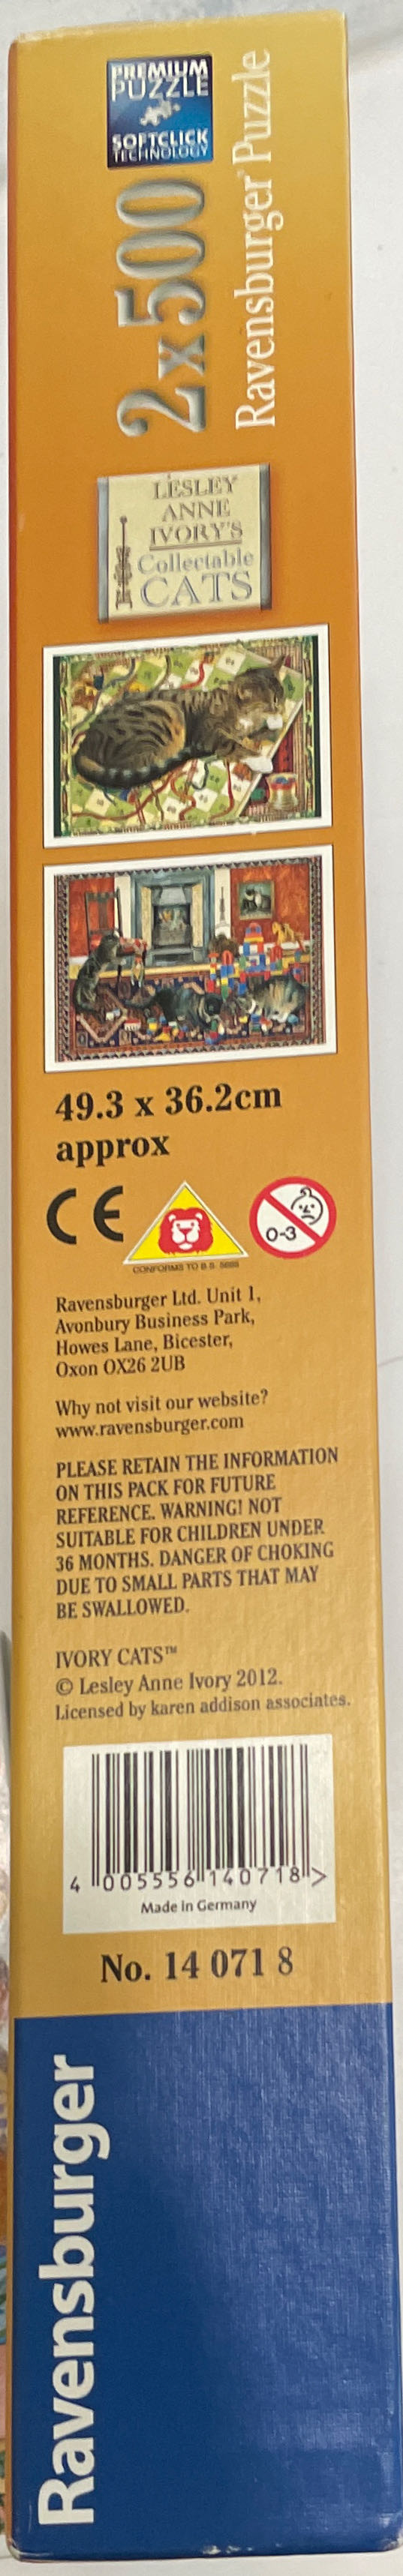 PREMIUM
PUZZLE
SOFTCLICK
TECHNOLOGY
2x500
Ravensburger® Puzzle
LESLEY
ANNE
IVORY'S
Collectable
CATS
49.3 x 36.2cm
approx
CE
CONFORMS TO B.S. 5665
0-3
Ravensburger Ltd. Unit 1,
Avonbury Business Park,
Howes Lane, Bicester,
Oxon OX26 2UB
Why not visit our website?
www.ravensburger.com
PLEASE RETAIN THE INFORMATION
ON THIS PACK FOR FUTURE
REFERENCE. WARNING! NOT
SUITABLE FOR CHILDREN UNDER
36 MONTHS. DANGER OF CHOKING
DUE TO SMALL PARTS THAT MAY
BE SWALLOWED.
IVORY CATS™
© Lesley Anne Ivory 2012.
Licensed by karen addison associates.
4 005556 140718 >
Made in Germany
No. 14 071 8
Ravensburger